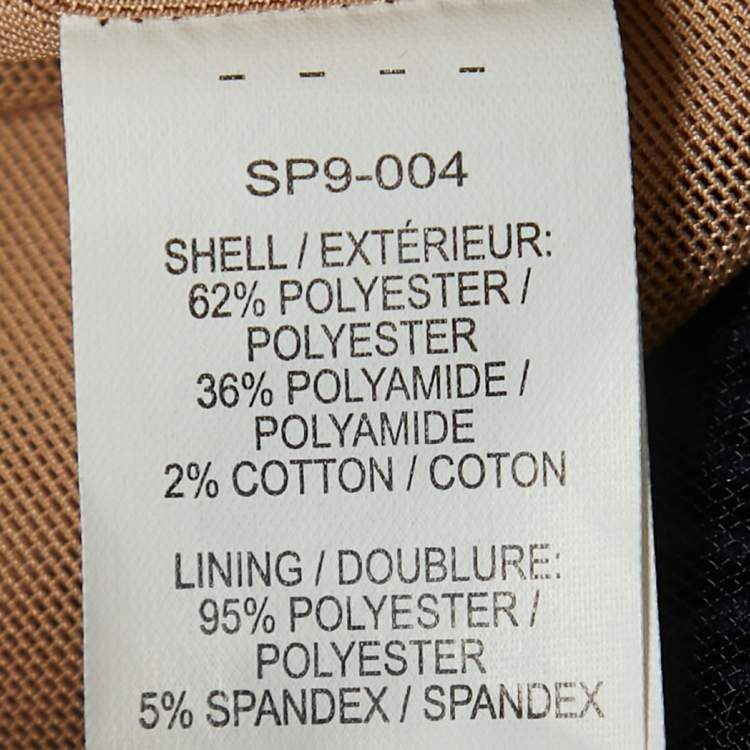 - - - -
SP9-004
SHELL / EXTÉRIEUR:
62% POLYESTER /
POLYESTER
36% POLYAMIDE /
POLYAMIDE
2% COTTON / COTON
LINING / DOUBLURE:
95% POLYESTER /
POLYESTER
5% SPANDEX / SPANDEX